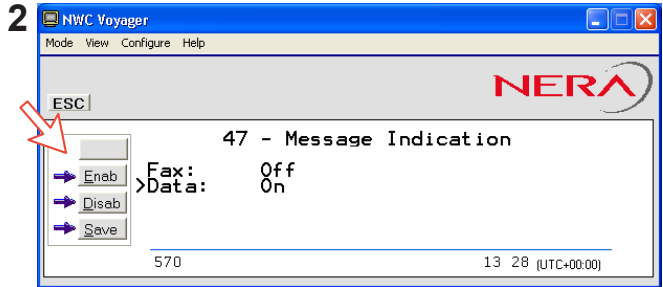 2
NWC Voyager
Mode View Configure Help
NERA
ESC
47 - Message Indication
Enab
Fax: Off
>Data: On
Disab
Save
570 13 28 (UTC+00:00)